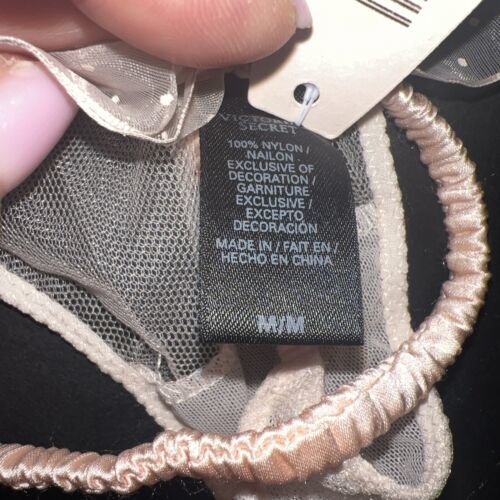 VICTORIA'S
SECRET
100% NYLON /
NAILON
EXCLUSIVE OF
DECORATION /
GARNITURE
EXCLUSIVE /
EXCEPTO
DECORACIÓN
MADE IN / FAIT EN /
HECHO EN CHINA
M/M